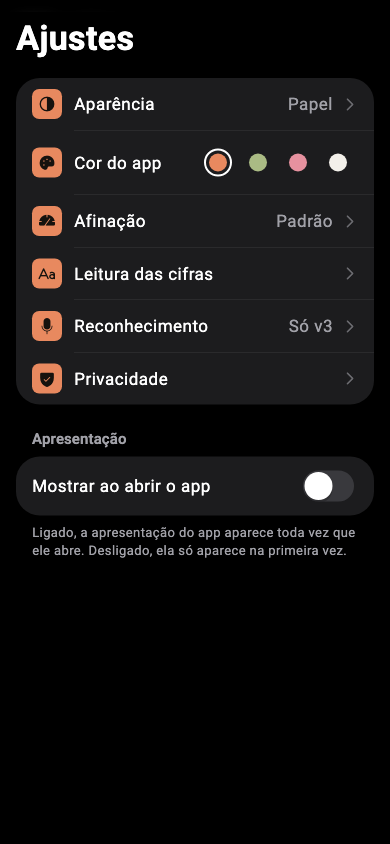 Ajustes
Aparência Papel
Cor do app
Afinação Padrão
Aa Leitura das cifras
Reconhecimento Só v3
Privacidade
Apresentação
Mostrar ao abrir o app
Ligado, a apresentação do app aparece toda vez que
ele abre. Desligado, ela só aparece na primeira vez.